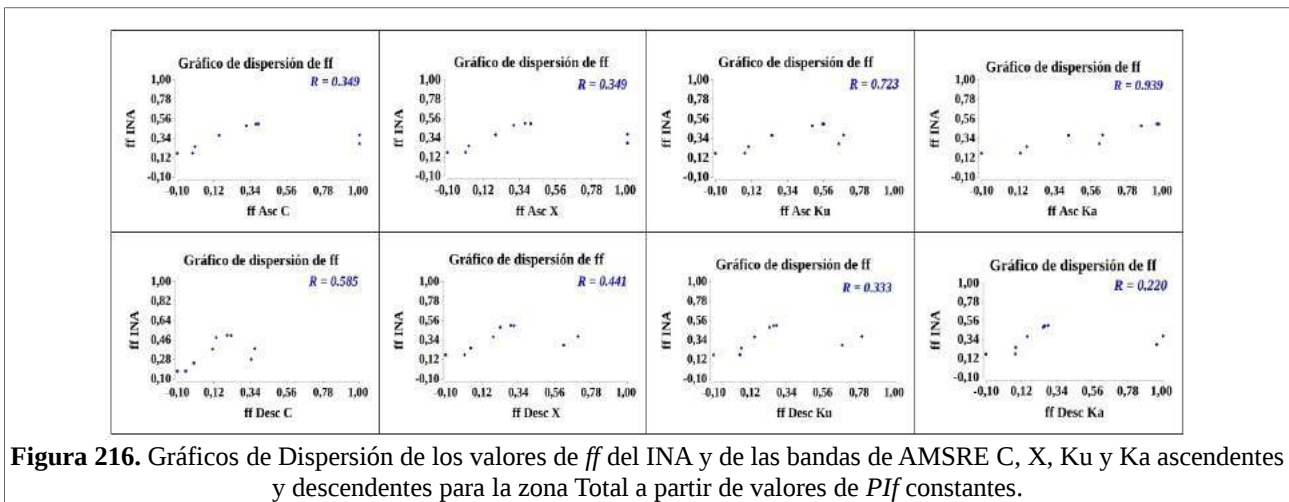 Gráfico de dispersión de ff
R = 0.349
ff INA
1,00
0,78
0,56
0,34
0,12
-0,10
-0,10 0,12 0,34 0,56 0,78 1,00
ff Asc C
Gráfico de dispersión de ff
R = 0.349
ff INA
1,00
0,78
0,56
0,34
0,12
-0,10
-0,10 0,12 0,34 0,56 0,78 1,00
ff Asc X
Gráfico de dispersión de ff
R = 0.723
ff INA
1,00
0,78
0,56
0,34
0,12
-0,10
-0,10 0,12 0,34 0,56 0,78 1,00
ff Asc Ku
Gráfico de dispersión de ff
R = 0.939
ff INA
1,00
0,78
0,56
0,34
0,12
-0,10
-0,10 0,12 0,34 0,56 0,78 1,00
ff Asc Ka
Gráfico de dispersión de ff
R = 0.585
ff INA
1,00
0,82
0,64
0,46
0,28
0,10
-0,10 0,12 0,34 0,56 0,78 1,00
ff Desc C
Gráfico de dispersión de ff
R = 0.441
ff INA
1,00
0,78
0,56
0,34
0,12
-0,10
-0,10 0,12 0,34 0,56 0,78 1,00
ff Desc X
Gráfico de dispersión de ff
R = 0.333
ff INA
1,00
0,78
0,56
0,34
0,12
-0,10
-0,10 0,12 0,34 0,56 0,78 1,00
ff Desc Ku
Gráfico de dispersión de ff
R = 0.220
ff INA
1,00
0,78
0,56
0,34
0,12
-0,10
-0,10 0,12 0,34 0,56 0,78 1,00
ff Desc Ka
Figura 216. Gráficos de Dispersión de los valores de ff del INA y de las bandas de AMSRE C, X, Ku y Ka ascendentes
y descendentes para la zona Total a partir de valores de PIf constantes.